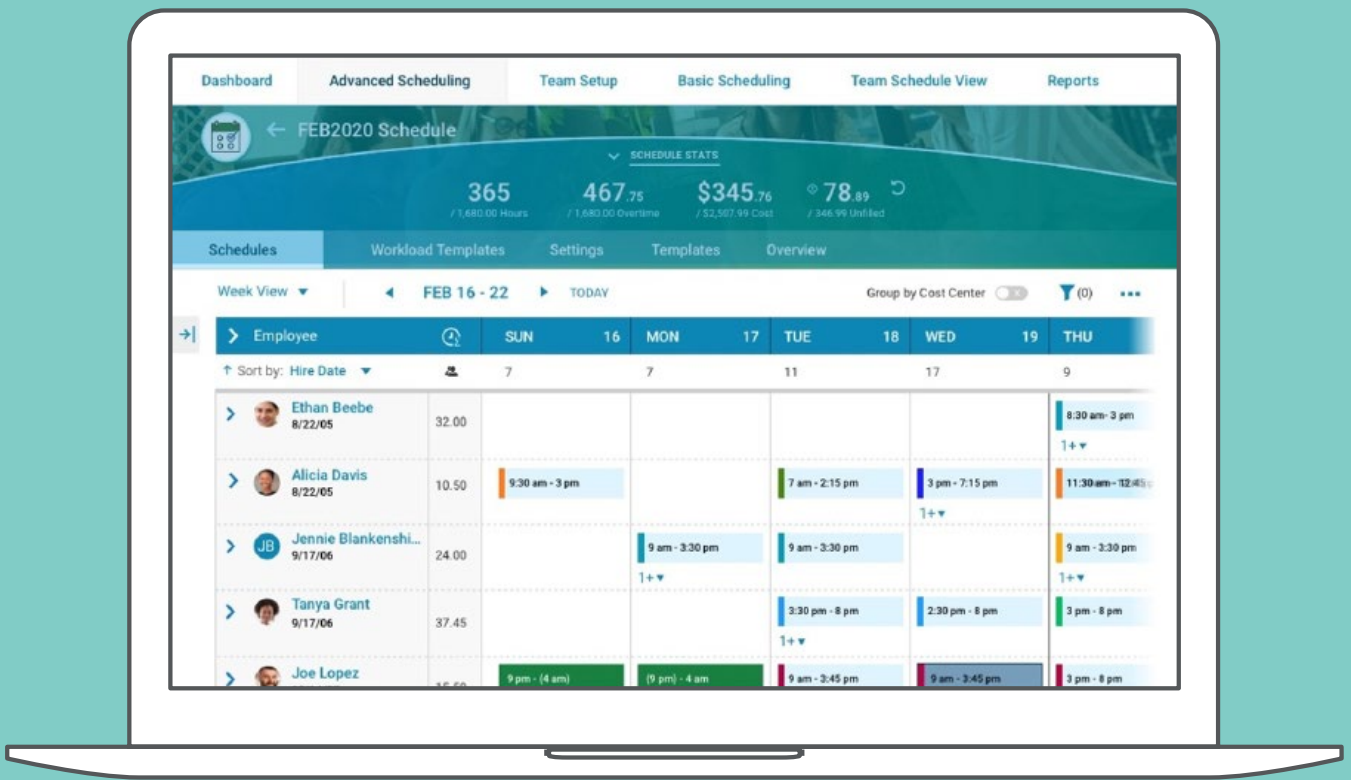 Dashboard Advanced Scheduling Team Setup Basic Scheduling Team Schedule View Reports
← FEB2020 Schedule
SCHEDULE STATS
365 467.75 $345.76 78.89
/ 1,680.00 Hours / 1,680.00 Overtime / $2,507.99 Cost / 346.99 Unfilled
Schedules Workload Templates Settings Templates Overview
Week View ▼ ◀ FEB 16 - 22 ▶ TODAY Group by Cost Center (0)
Employee SUN 16 MON 17 TUE 18 WED 19 THU
↑ Sort by: Hire Date ▼ 7 7 11 17 9
Ethan Beebe
8/22/05 32.00 8:30 am- 3 pm
1+▼
Alicia Davis
8/22/05 10.50 9:30 am - 3 pm 7 am - 2:15 pm 3 pm - 7:15 pm 11:30 am - 12:45
1+▼
JB Jennie Blankenshi...
9/17/06 24.00 9 am - 3:30 pm 9 am - 3:30 pm 9 am - 3:30 pm
1+▼ 1+▼
Tanya Grant
9/17/06 37.45 3:30 pm - 8 pm 2:30 pm - 8 pm 3 pm - 8 pm
1+▼
Joe Lopez
9 pm - (4 am) (9 pm) - 4 am 9 am - 3:45 pm 9 am - 3:45 pm 3 pm - 8 pm